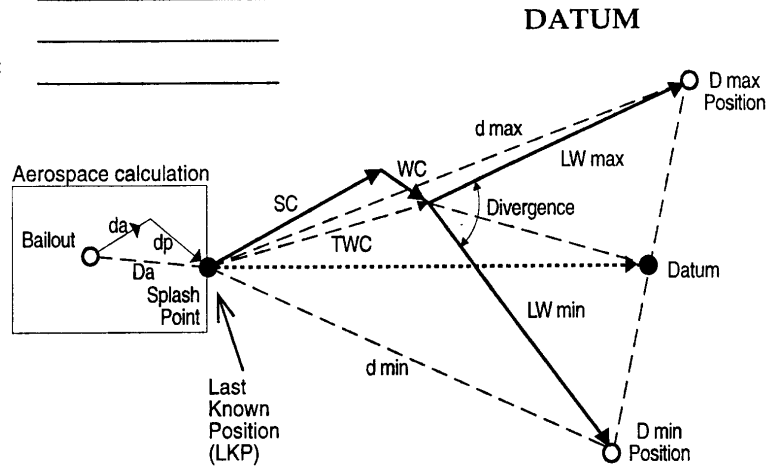 DATUM
D max
Position
d max
Aerospace calculation
WC
LW max
SC
da
Divergence
Bailout
dp
TWC
Da
Datum
Splash
Point
LW min
d min
Last
Known
Position
(LKP)
D min
Position